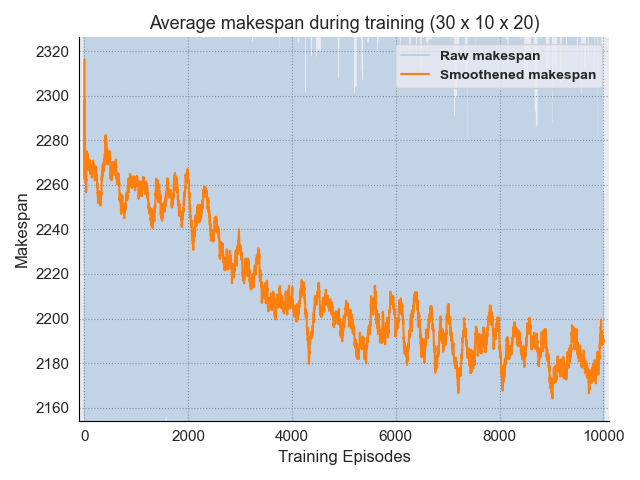 Average makespan during training (30 x 10 x 20)
Raw makespan
Smoothened makespan
Makespan
2320
2300
2280
2260
2240
2220
2200
2180
2160
0 2000 4000 6000 8000 10000
Training Episodes